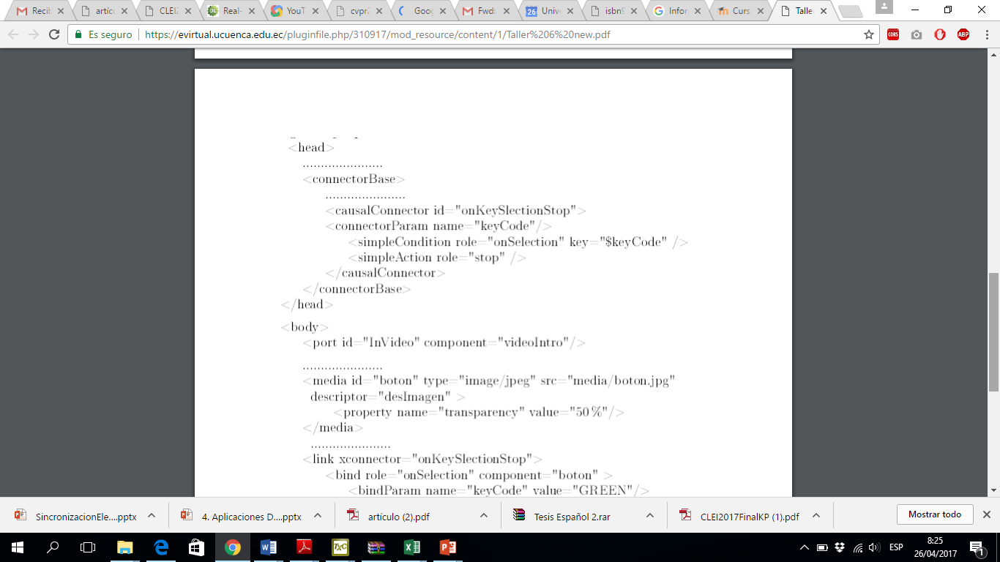 Recib
artícu
CLEI2
Real-
YouT
cvpr2
Goog
Fwd:
Unive
isbn9
Infor
Curso
Taller
Es seguro
https://evirtual.ucuenca.edu.ec/pluginfile.php/310917/mod_resource/content/1/Taller%206%20new.pdf
CORS
ABP
<head>
......................
<connectorBase>
......................
<causalConnector id="onKeySlectionStop">
<connectorParam name="keyCode"/>
<simpleCondition role="onSelection" key="$keyCode" />
<simpleAction role="stop" />
</causalConnector>
</connectorBase>
</head>
<body>
<port id="InVideo" component="videoIntro"/>
......................
<media id="boton" type="image/jpeg" src="media/boton.jpg"
descriptor="desImagen" >
<property name="transparency" value="50%"/>
</media>
......................
<link xconnector="onKeySlectionStop">
<bind role="onSelection" component="boton" >
<bindParam name="keyCode" value="GREEN"/>
SincronizacionEle....pptx
4. Aplicaciones D....pptx
artículo (2).pdf
Tesis Español 2.rar
CLEI2017FinalKP (1).pdf
Mostrar todo
ESP
8:25
26/04/2017
1